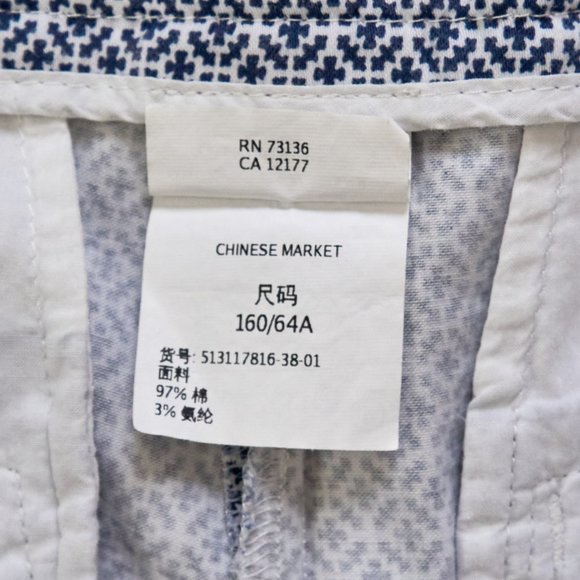 RN 73136
CA 12177
CHINESE MARKET
尺码
160/64A
货号: 513117816-38-01
面料
97% 棉
3% 氨纶